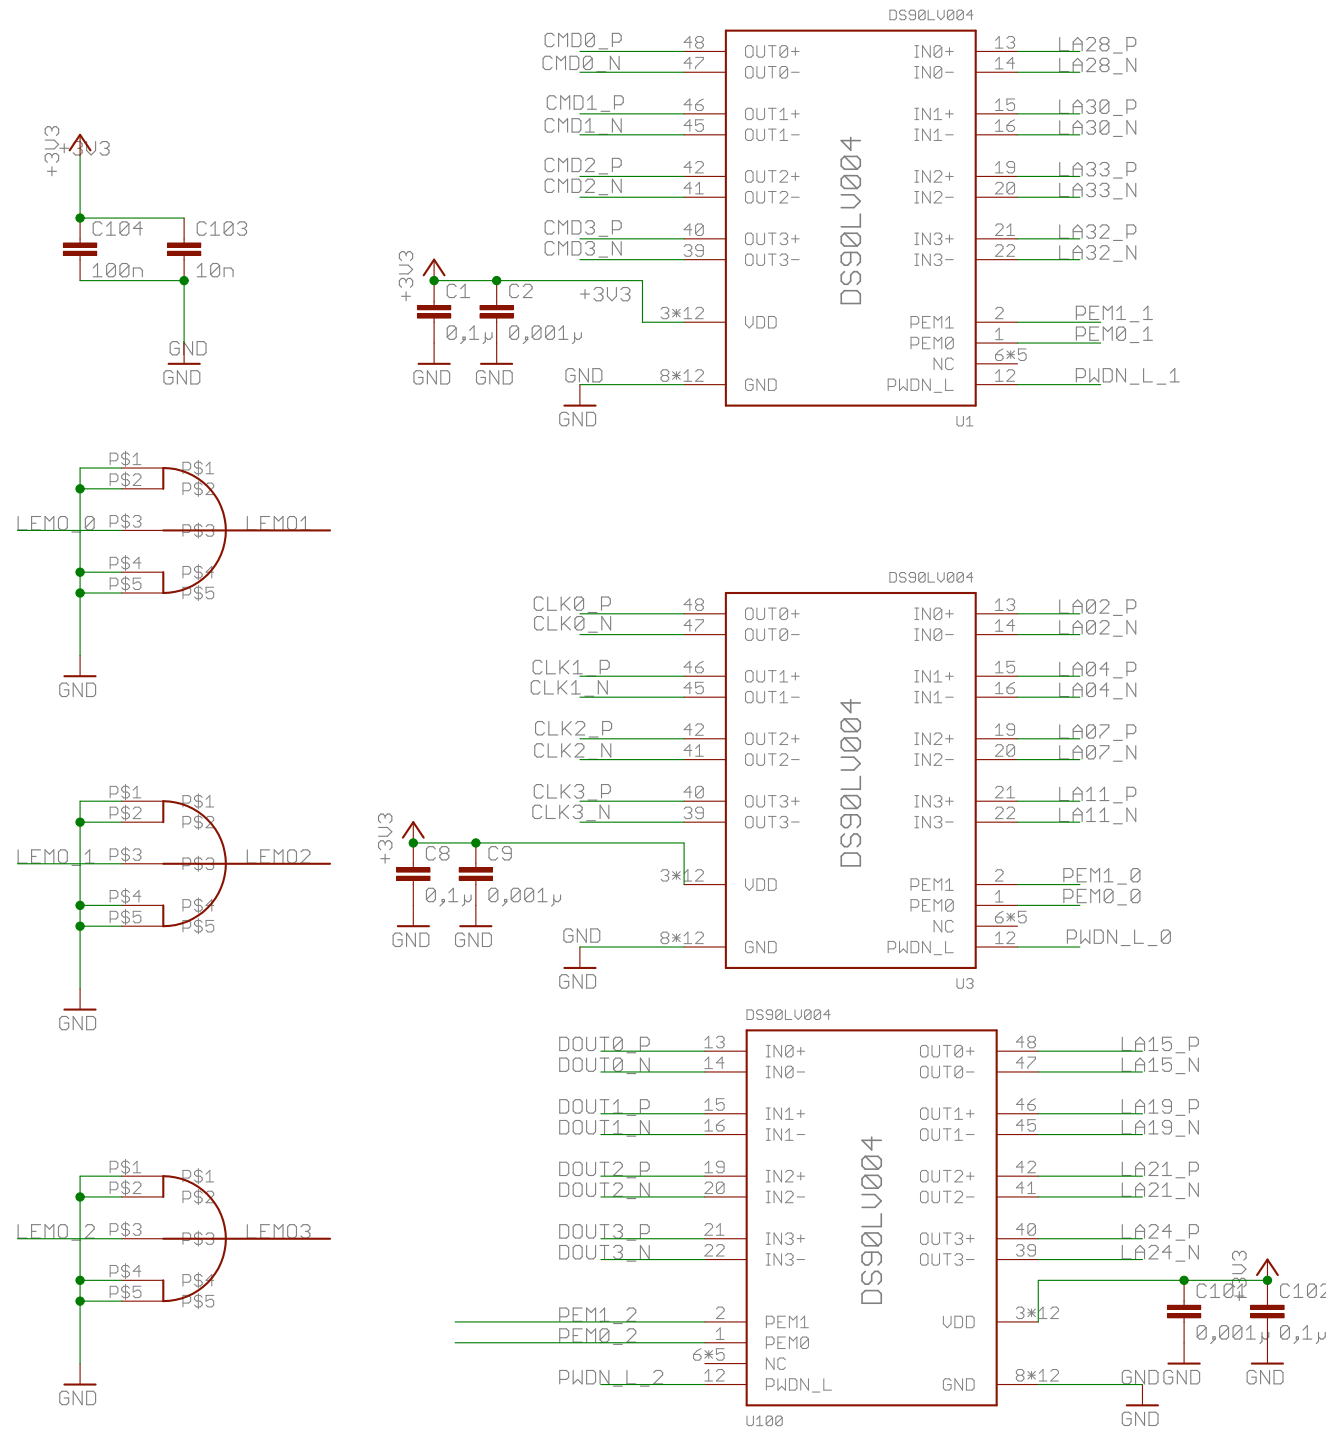 DS90LV004
CMD0_P 48 OUT0+ IN0+ 13 LA28_P
CMD0_N 47 OUT0- IN0- 14 LA28_N
CMD1_P 46 OUT1+ IN1+ 15 LA30_P
CMD1_N 45 OUT1- IN1- 16 LA30_N
CMD2_P 42 OUT2+ IN2+ 19 LA33_P
CMD2_N 41 OUT2- IN2- 20 LA33_N
CMD3_P 40 OUT3+ IN3+ 21 LA32_P
CMD3_N 39 OUT3- IN3- 22 LA32_N
DS90LV004
+3V3 +3V3
C104 C103
100n 10n
GND
GND
+3V3
C1 C2 +3V3
0,1µ 0,001µ
3*12 VDD PEM1 2 PEM1_1
PEM0 1 PEM0_1
NC 6*5
GND GND
GND 8*12 GND PWDN_L 12 PWDN_L_1
GND
U1
P$1 P$1
P$2 P$2
LEMO_0 P$3 P$3 LEMO1
P$4 P$4
P$5 P$5
GND
DS90LV004
CLK0_P 48 OUT0+ IN0+ 13 LA02_P
CLK0_N 47 OUT0- IN0- 14 LA02_N
CLK1_P 46 OUT1+ IN1+ 15 LA04_P
CLK1_N 45 OUT1- IN1- 16 LA04_N
CLK2_P 42 OUT2+ IN2+ 19 LA07_P
CLK2_N 41 OUT2- IN2- 20 LA07_N
CLK3_P 40 OUT3+ IN3+ 21 LA11_P
CLK3_N 39 OUT3- IN3- 22 LA11_N
DS90LV004
P$1 P$1
P$2 P$2
LEMO_1 P$3 P$3 LEMO2
P$4 P$4
P$5 P$5
GND
+3V3
C8 C9
0,1µ 0,001µ
3*12 VDD PEM1 2 PEM1_0
PEM0 1 PEM0_0
NC 6*5
GND GND
GND 8*12 GND PWDN_L 12 PWDN_L_0
GND
U3
DS90LV004
DOUT0_P 13 IN0+ OUT0+ 48 LA15_P
DOUT0_N 14 IN0- OUT0- 47 LA15_N
DOUT1_P 15 IN1+ OUT1+ 46 LA19_P
DOUT1_N 16 IN1- OUT1- 45 LA19_N
DOUT2_P 19 IN2+ OUT2+ 42 LA21_P
DOUT2_N 20 IN2- OUT2- 41 LA21_N
DOUT3_P 21 IN3+ OUT3+ 40 LA24_P
DOUT3_N 22 IN3- OUT3- 39 LA24_N
DS90LV004
P$1 P$1
P$2 P$2
LEMO_2 P$3 P$3 LEMO3
P$4 P$4
P$5 P$5
GND
+3V3
C101 C102
0,001µ 0,1µ
PEM1_2 2 PEM1 VDD 3*12
PEM0_2 1 PEM0
6*5 NC
PWDN_L_2 12 PWDN_L GND 8*12 GND GND GND
GND
U100